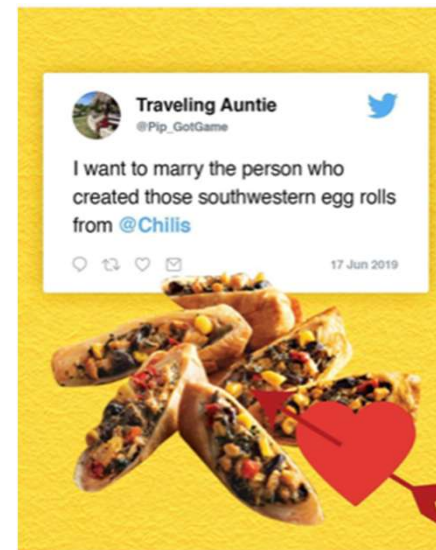 Traveling Auntie
@Pip_GotGame
I want to marry the person who
created those southwestern egg rolls
from @Chilis
17 Jun 2019